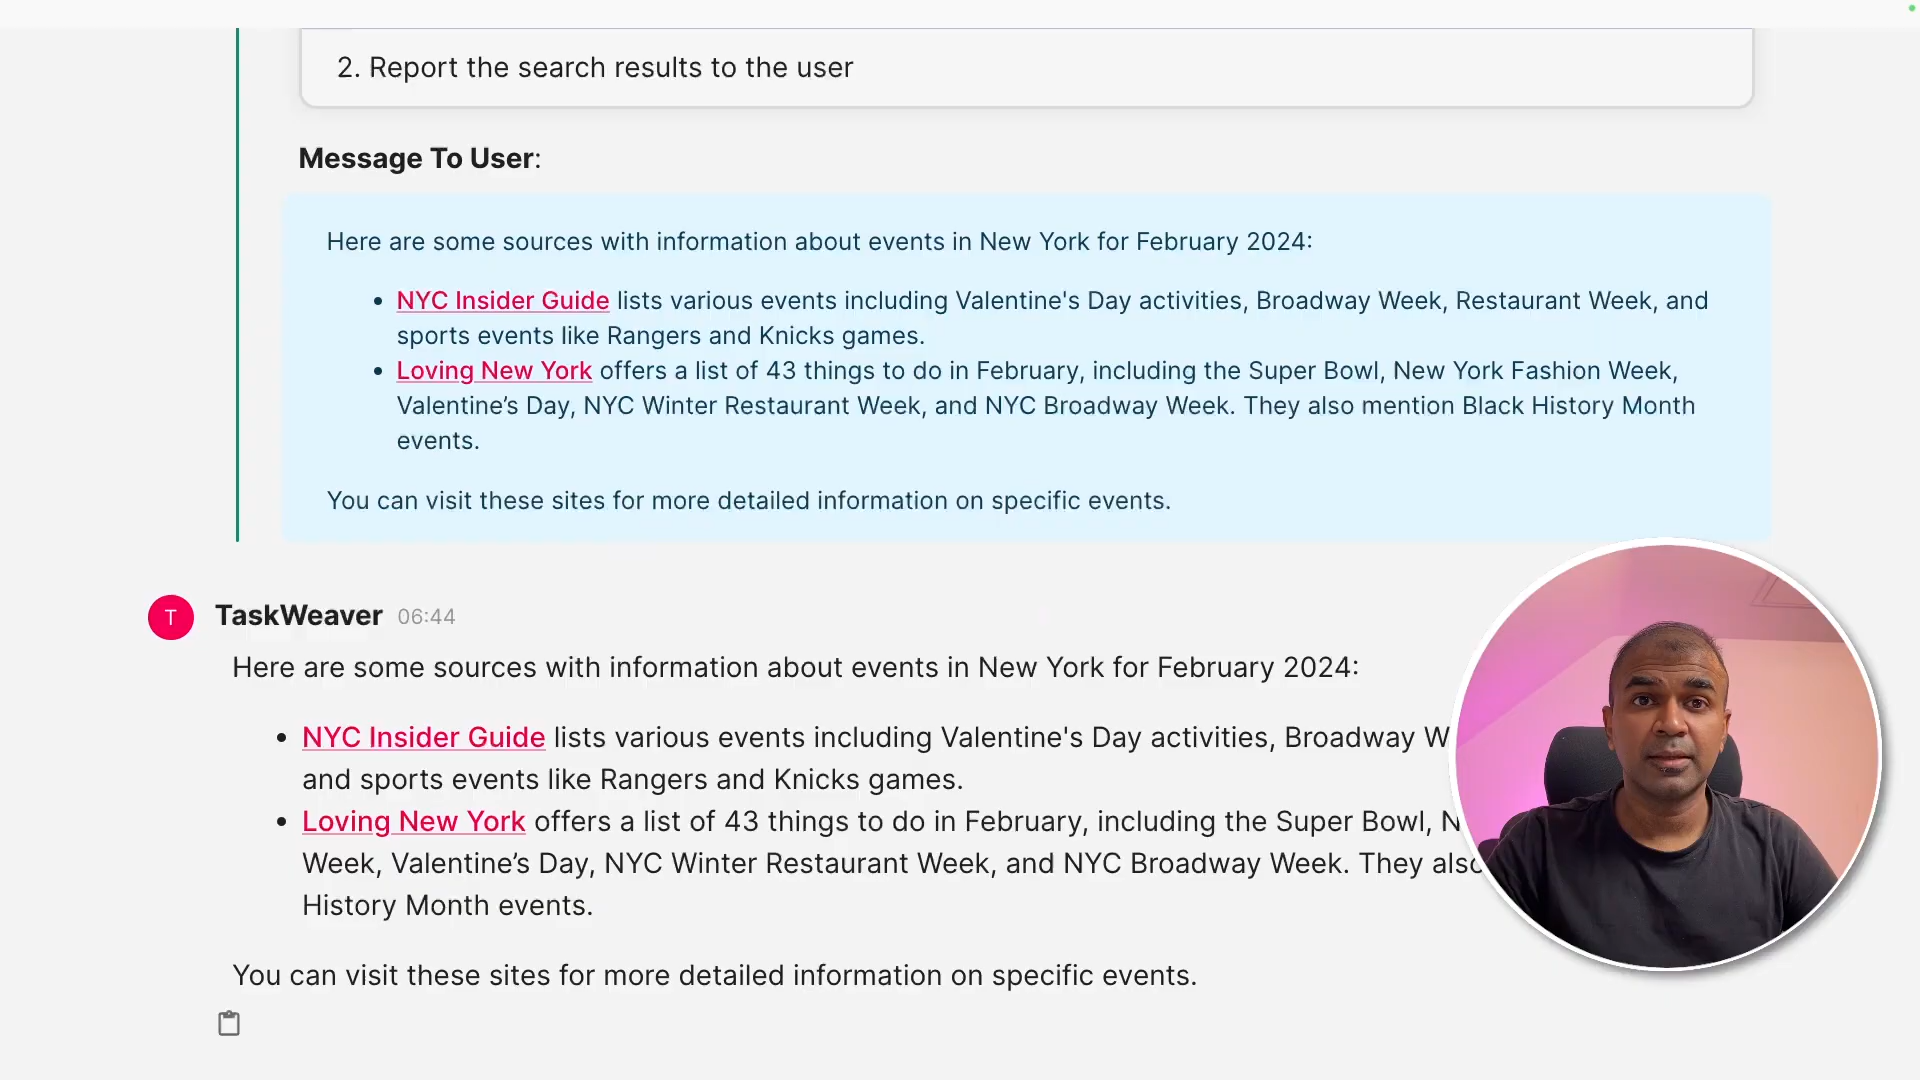 2. Report the search results to the user
Message To User:
Here are some sources with information about events in New York for February 2024:
• NYC Insider Guide lists various events including Valentine's Day activities, Broadway Week, Restaurant Week, and
sports events like Rangers and Knicks games.
• Loving New York offers a list of 43 things to do in February, including the Super Bowl, New York Fashion Week,
Valentine’s Day, NYC Winter Restaurant Week, and NYC Broadway Week. They also mention Black History Month
events.
You can visit these sites for more detailed information on specific events.
T TaskWeaver 06:44
Here are some sources with information about events in New York for February 2024:
• NYC Insider Guide lists various events including Valentine's Day activities, Broadway
and sports events like Rangers and Knicks games.
• Loving New York offers a list of 43 things to do in February, including the Super Bowl,
Week, Valentine’s Day, NYC Winter Restaurant Week, and NYC Broadway Week. They also
History Month events.
You can visit these sites for more detailed information on specific events.